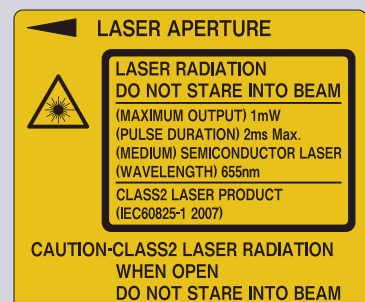 LASER APERTURE
LASER RADIATION
DO NOT STARE INTO BEAM
(MAXIMUM OUTPUT) 1mW
(PULSE DURATION) 2ms Max.
(MEDIUM) SEMICONDUCTOR LASER
(WAVELENGTH) 655nm
CLASS2 LASER PRODUCT
(IEC60825-1 2007)
CAUTION-CLASS2 LASER RADIATION
WHEN OPEN
DO NOT STARE INTO BEAM